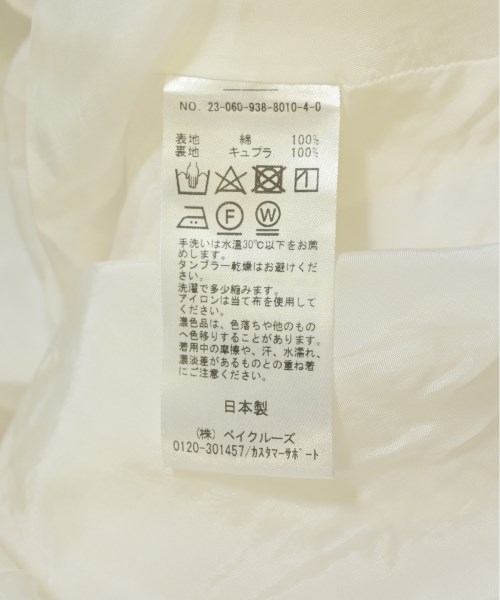 NO. 23-060-938-8010-4-0
表地 綿 100%
裏地 キュプラ 100%
F W
手洗いは水温30℃以下をお薦
めします。
タンブラー乾燥はお避けくだ
さい。
洗濯で多少縮みます。
アイロンは当て布を使用して
ください。
濃色品は、色落ちや他のもの
へ色移りすることがあります。
着用中の摩擦や、汗、水濡れ、
濃淡差があるものとの重ね着
にご注意ください。
日本製
(株) ベイクルーズ
0120-301457/カスタマーサポート